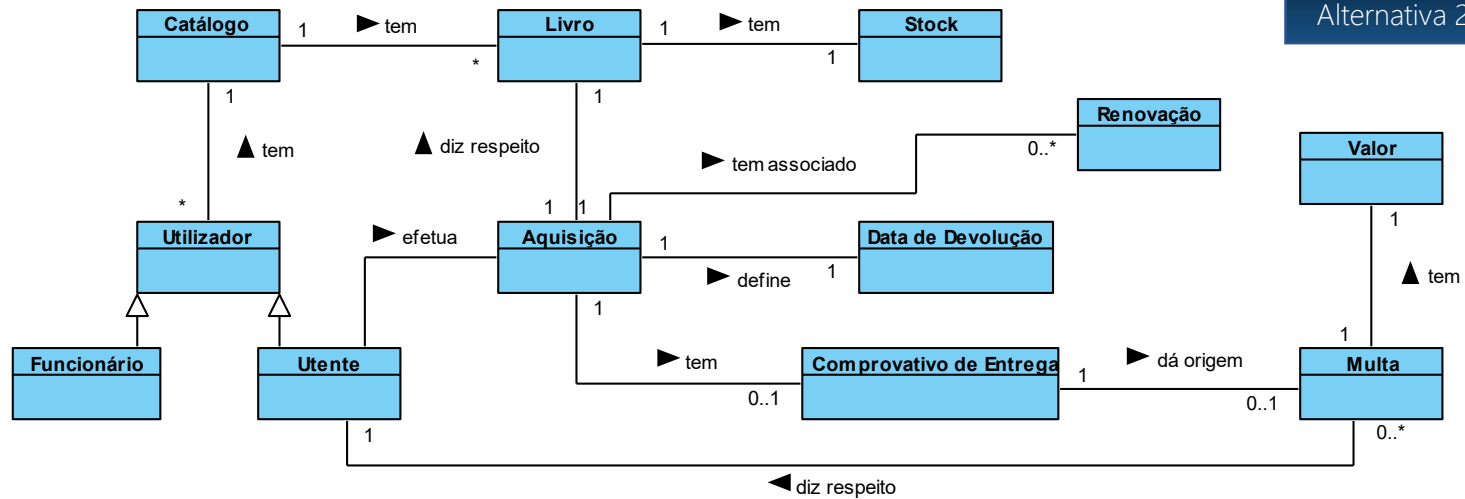 Alternativa 2
Catálogo
1
tem
*
Livro
1
tem
1
Stock
1
1
Renovação
0..*
tem associado
Valor
1
tem
diz respeito
tem
*
1
1
Utilizador
efetua
Aquisição
1
define
1
Data de Devolução
1
tem
1
Funcionário
Utente
tem
0..1
Comprovativo de Entrega
1
dá origem
0..1
Multa
0..*
1
diz respeito